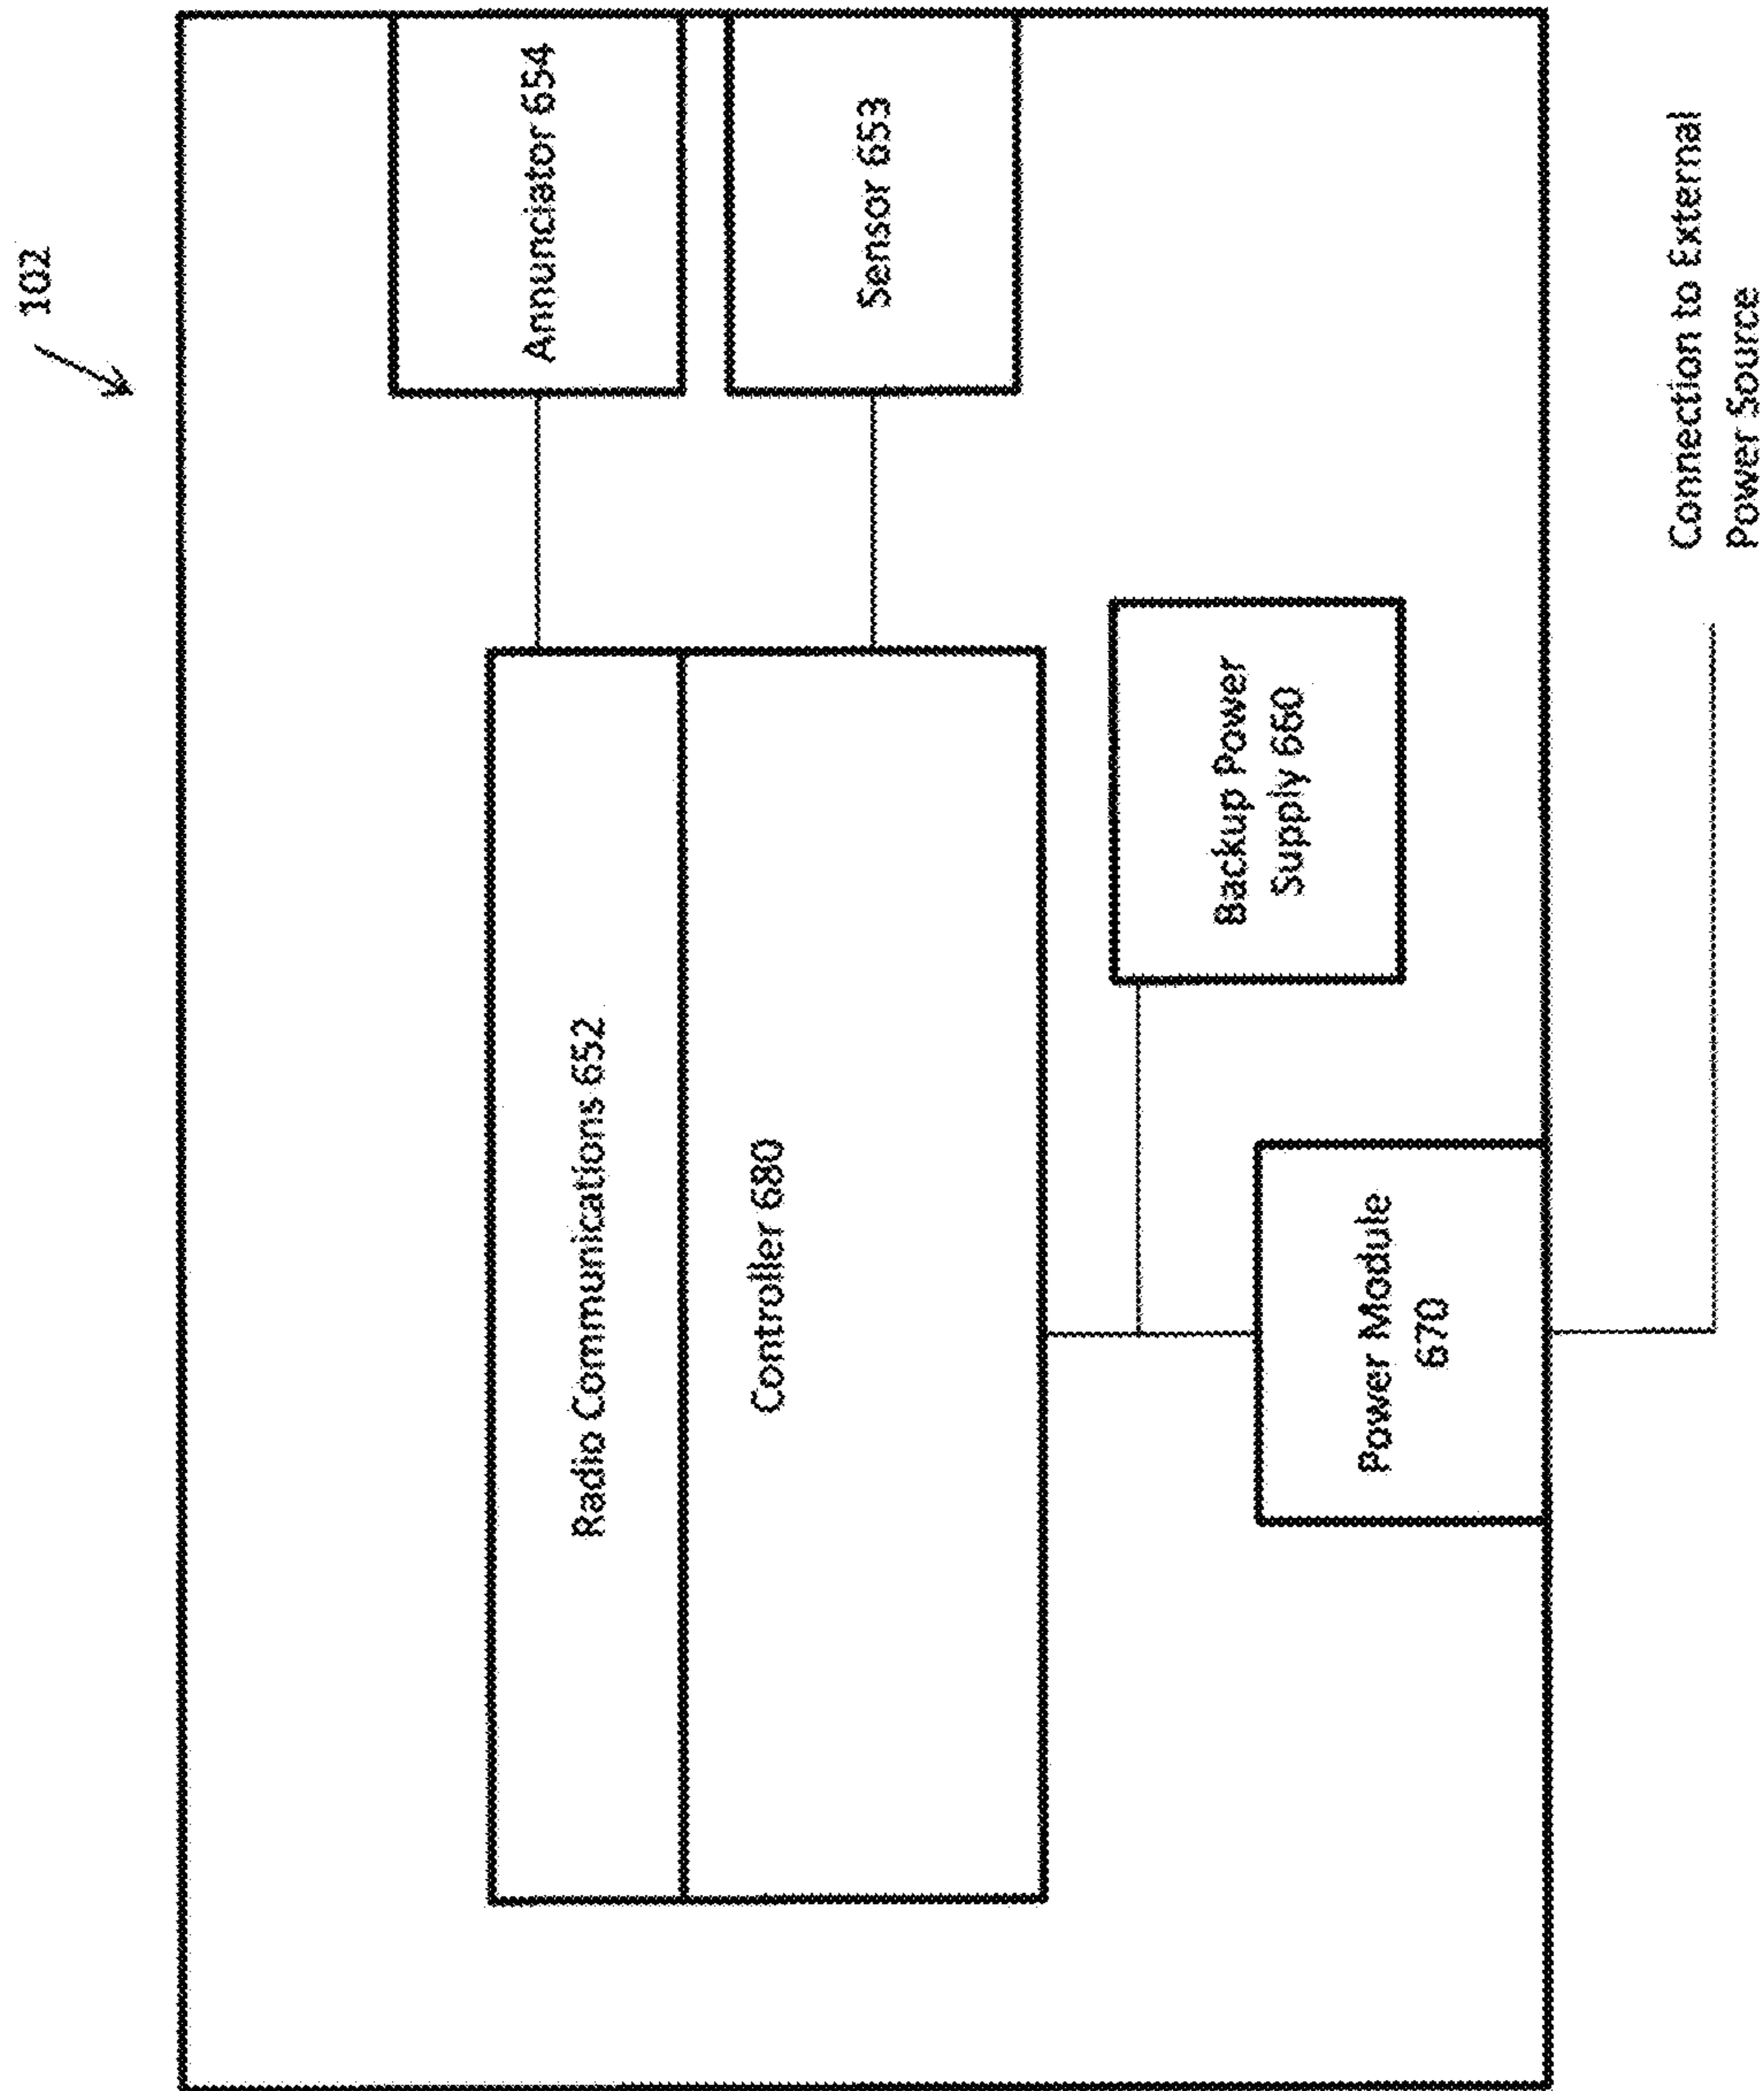 102
Annunciator 654
Sensor 653
Radio Communications 652
Controller 680
Backup Power
Supply 660
Power Module
670
Connection to External
Power Source